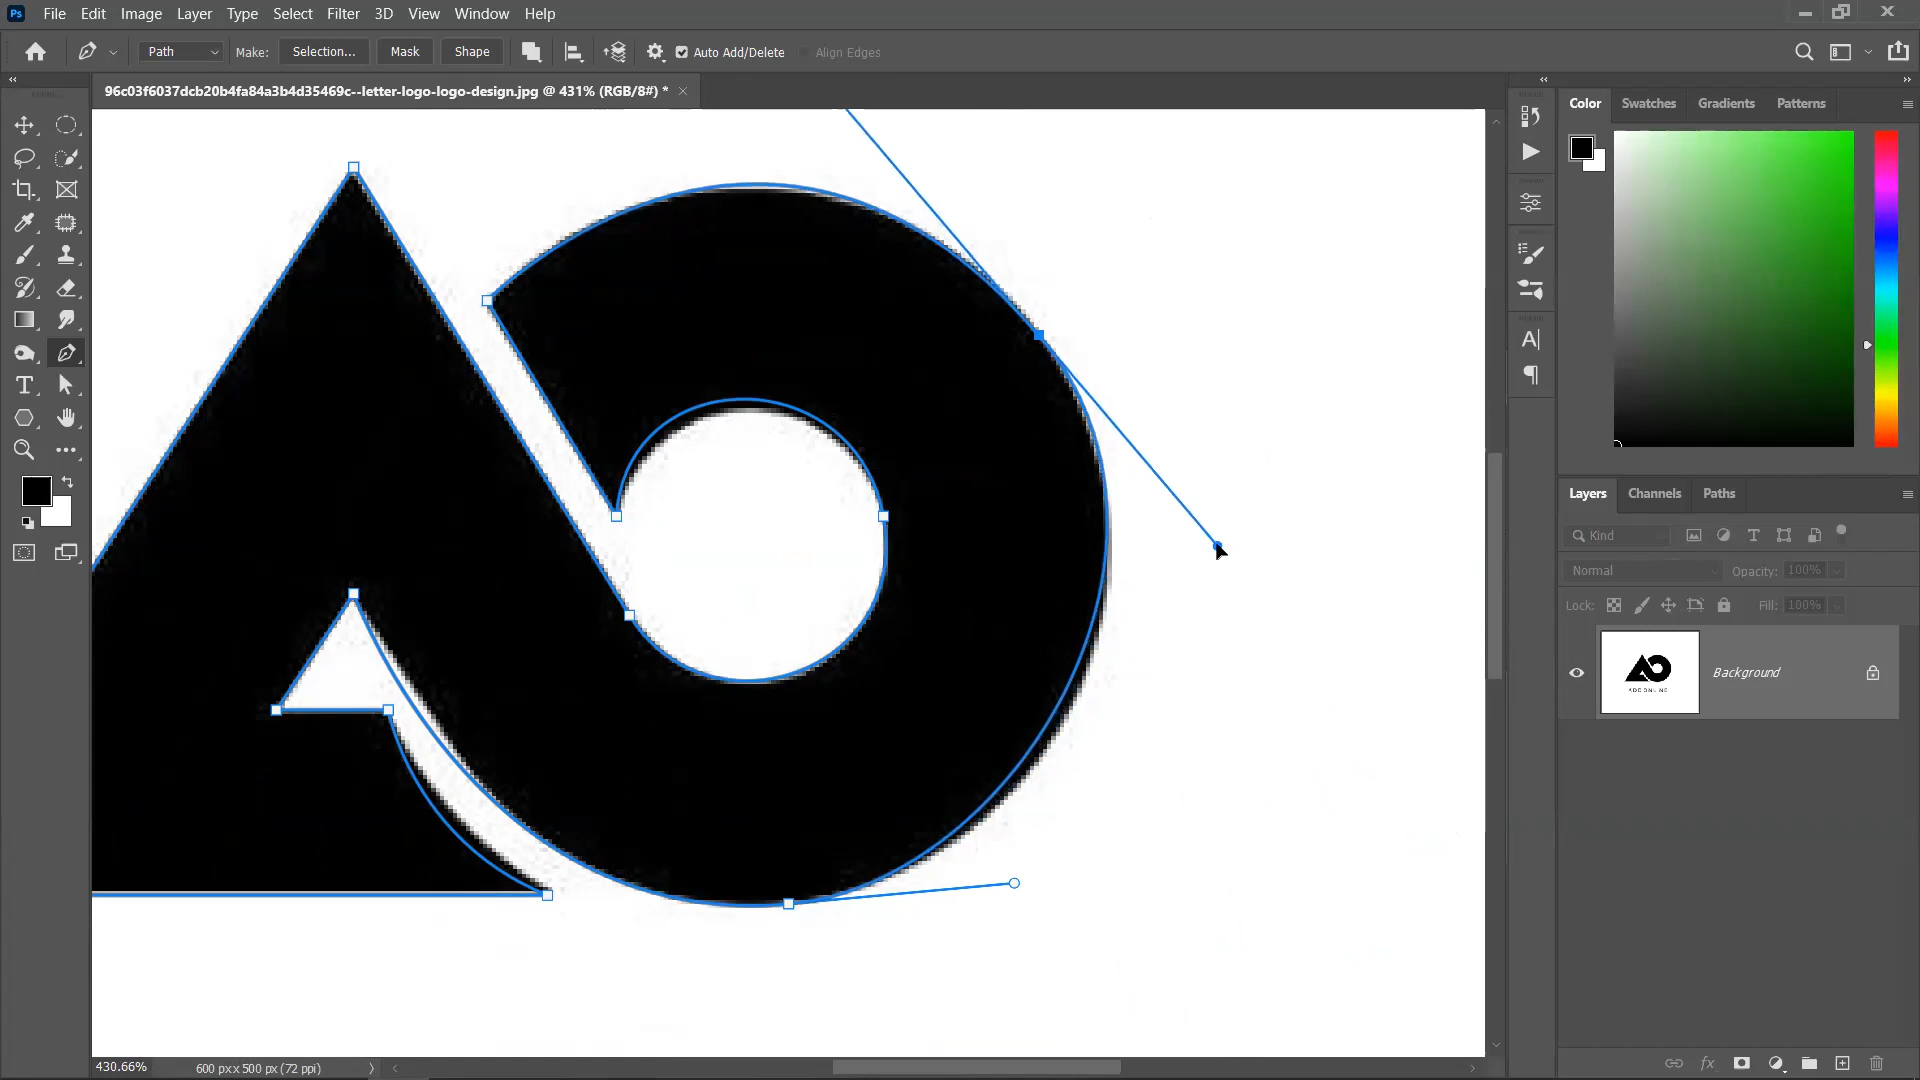 Ps File Edit Image Layer Type Select Filter 3D View Window Help
Path Make: Selection... Mask Shape Auto Add/Delete Align Edges
96c03f6037dcb20b4fa84a3b4d35469c--letter-logo-logo-design.jpg @ 431% (RGB/8#) *
Color Swatches Gradients Patterns
Layers Channels Paths
Kind
Normal Opacity: 100%
Lock: Fill: 100%
Background
430.66% 600 px x 500 px (72 ppi)